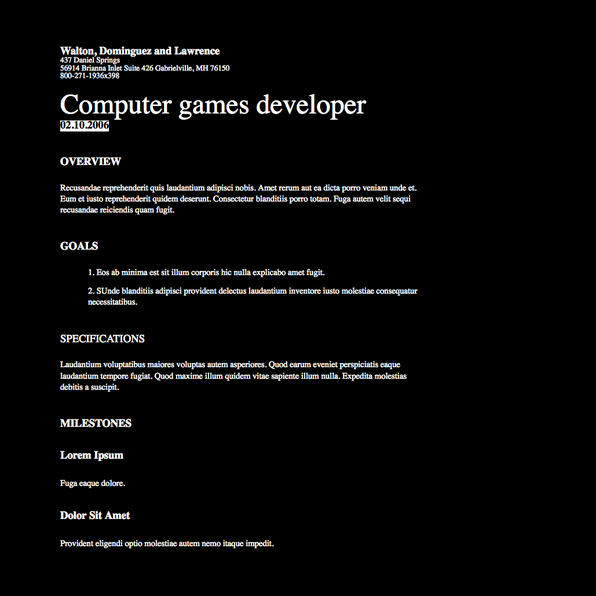 Walton, Dominguez and Lawrence
437 Daniel Springs
56914 Brianna Inlet Suite 426 Gabrielville, MH 76150
800-271-1936x398
Computer games developer
02.10.2006
OVERVIEW
Recusandae reprehenderit quis laudantium adipisci nobis. Amet rerum aut ea dicta porro veniam unde et.
Eum et iusto reprehenderit quidem deserunt. Consectetur blanditiis porro totam. Fuga autem velit sequi
recusandae reiciendis quam fugit.
GOALS
1. Eos ab minima est sit illum corporis hic nulla explicabo amet fugit.
2. SUnde blanditiis adipisci provident delectus laudantium inventore iusto molestiae consequatur
necessitatibus.
SPECIFICATIONS
Laudantium voluptatibus maiores voluptas autem asperiores. Quod earum eveniet perspiciatis eaque
laudantium tempore fugiat. Quod maxime illum quidem vitae sapiente illum nulla. Expedita molestias
debitis a suscipit.
MILESTONES
Lorem Ipsum
Fuga eaque dolore.
Dolor Sit Amet
Provident eligendi optio molestiae autem nemo itaque impedit.